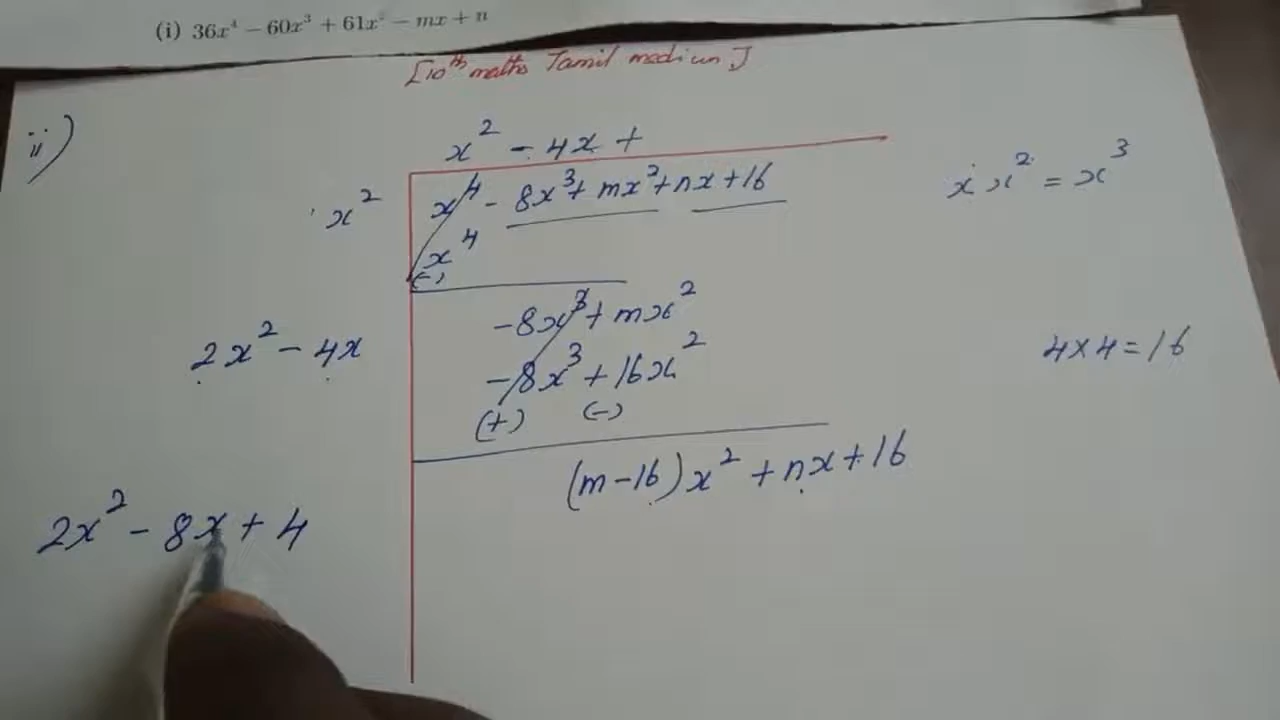 (i) 36x⁴ − 60x³ + 61x² − mx + n
[10th maths Tamil medium]
ii)
x² − 4x +
x² x⁴ − 8x³ + mx² + nx + 16 x x² = x³
x⁴
(−)
−8x³ + mx²
2x² − 4x −8x³ + 16x² 4×4 = 16
(+) (−)
(m−16)x² + nx + 16
2x² − 8x + 4